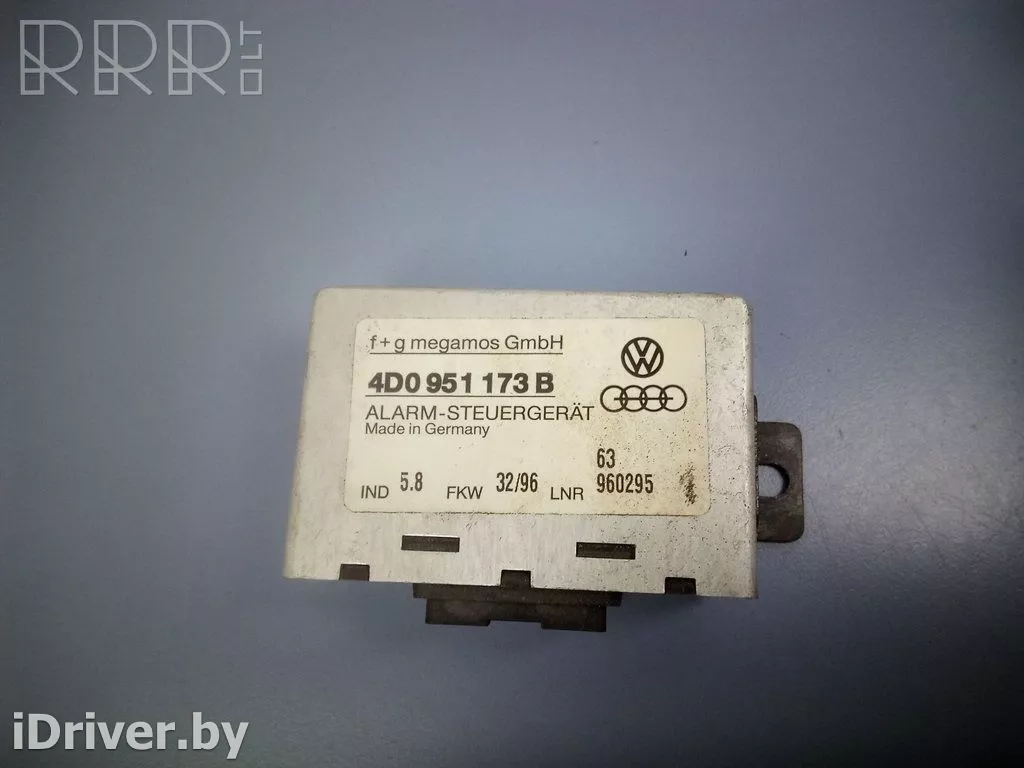 RRR.LT
f+g megamos GmbH
4D0 951 173 B
ALARM-STEUERGERÄT
Made in Germany
63
IND 5.8 FKW 32/96 LNR 960295
iDriver.by